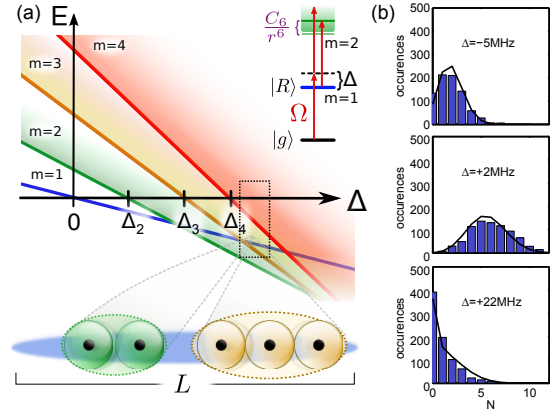 (a)
E
m=4
m=3
m=2
m=1
0
Δ₂
Δ₃
Δ₄
Δ
C₆
r⁶
m=2
|R⟩
Δ
m=1
Ω
|g⟩
L
(b)
500
400
300
200
100
0
occurences
Δ=−5MHz
500
400
300
200
100
0
occurences
Δ=+2MHz
500
400
300
200
100
0
occurences
Δ=+22MHz
0
5
10
N